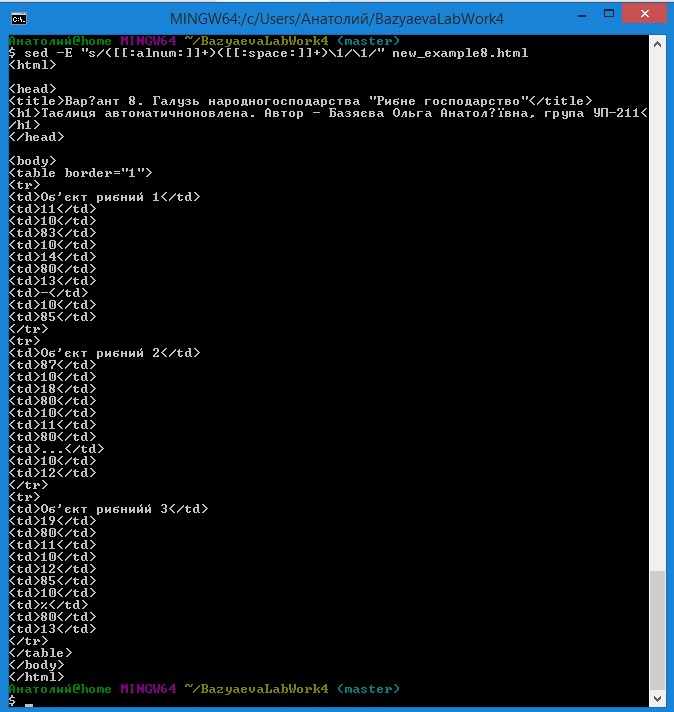 MINGW64:/c/Users/Анатолий/BazyaevaLabWork4
Анатолий@home MINGW64 ~/BazyaevaLabWork4 (master)
$ sed -E "s/([[:alnum:]]+)([[:space:]]+)\1/\1/" new_example8.html
<html>
<head>
<title>Вар?ант 8. Галузь народногосподарства "Рибне господарство"</title>
<h1>Таблиця автоматичноновлена. Автор - Базяєва Ольга Анатол?ївна, група УП-211<
/h1>
</head>
<body>
<table border="1">
<tr>
<td>Об'єкт рибний 1</td>
<td>11</td>
<td>10</td>
<td>83</td>
<td>10</td>
<td>14</td>
<td>80</td>
<td>13</td>
<td>-</td>
<td>10</td>
<td>85</td>
</tr>
<tr>
<td>Об'єкт рибний 2</td>
<td>87</td>
<td>10</td>
<td>18</td>
<td>80</td>
<td>10</td>
<td>11</td>
<td>80</td>
<td>...</td>
<td>10</td>
<td>12</td>
</tr>
<tr>
<td>Об'єкт рибнийй 3</td>
<td>19</td>
<td>80</td>
<td>11</td>
<td>10</td>
<td>12</td>
<td>85</td>
<td>10</td>
<td>%</td>
<td>80</td>
<td>13</td>
</tr>
</table>
</body>
</html>
Анатолий@home MINGW64 ~/BazyaevaLabWork4 (master)
$ _